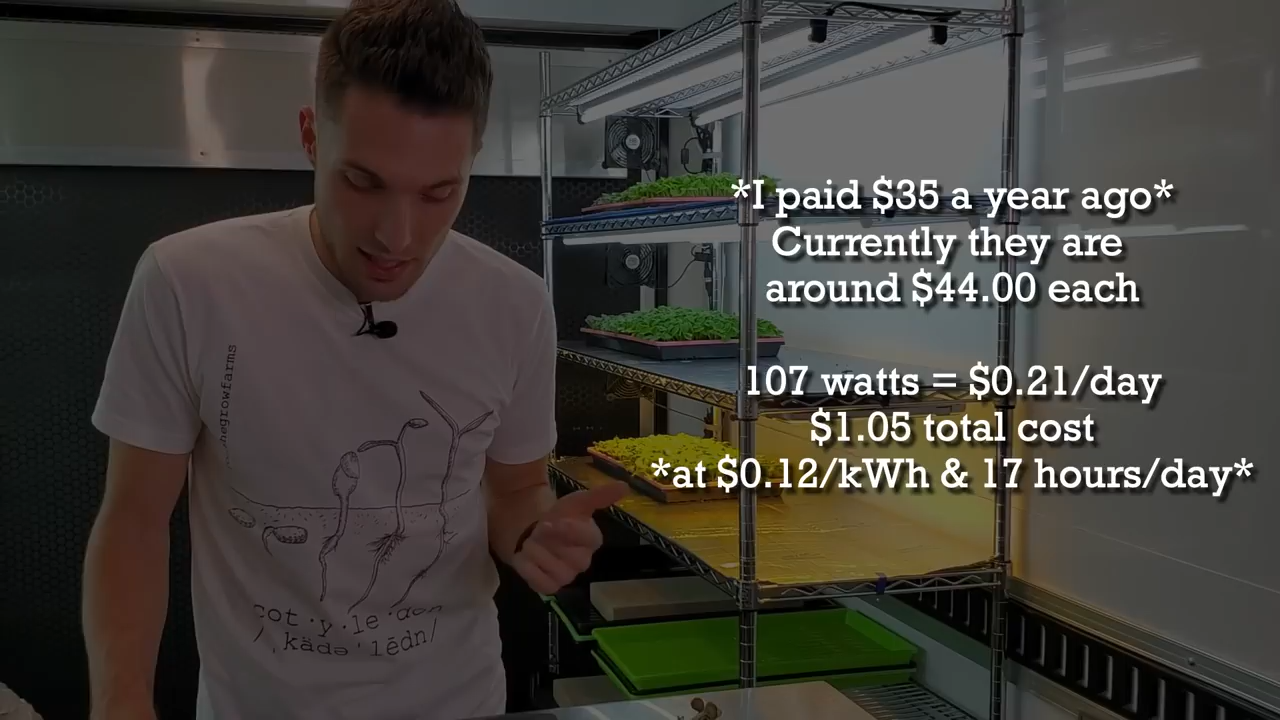 *I paid $35 a year ago*
Currently they are
around $44.00 each
107 watts = $0.21/day
$1.05 total cost
*at $0.12/kWh & 17 hours/day*
negrowfarms
cot·y·le·don
/ˌkädəˈlēdn/